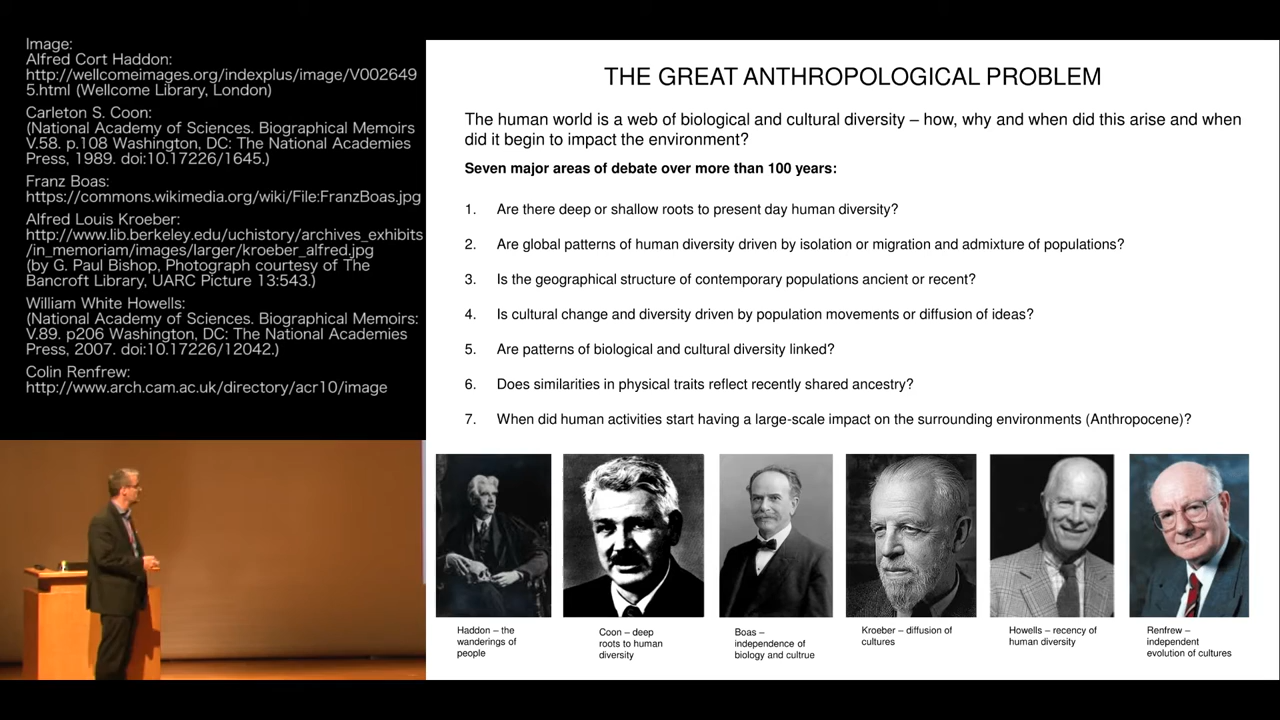 Image:
Alfred Cort Haddon:
http://wellcomeimages.org/indexplus/image/V002649
5.html (Wellcome Library, London)
Carleton S. Coon:
(National Academy of Sciences. Biographical Memoirs
V.58. p.108 Washington, DC: The National Academies
Press, 1989. doi:10.17226/1645.)
Franz Boas:
https://commons.wikimedia.org/wiki/File:FranzBoas.jpg
Alfred Louis Kroeber:
http://www.lib.berkeley.edu/uchistory/archives_exhibits
/in_memoriam/images/larger/kroeber_alfred.jpg
(by G. Paul Bishop, Photograph courtesy of The
Bancroft Library, UARC Picture 13:543.)
William White Howells:
(National Academy of Sciences. Biographical Memoirs:
V.89. p206 Washington, DC: The National Academies
Press, 2007. doi:10.17226/12042.)
Colin Renfrew:
http://www.arch.cam.ac.uk/directory/acr10/image
THE GREAT ANTHROPOLOGICAL PROBLEM
The human world is a web of biological and cultural diversity – how, why and when did this arise and when
did it begin to impact the environment?
Seven major areas of debate over more than 100 years:
1. Are there deep or shallow roots to present day human diversity?
2. Are global patterns of human diversity driven by isolation or migration and admixture of populations?
3. Is the geographical structure of contemporary populations ancient or recent?
4. Is cultural change and diversity driven by population movements or diffusion of ideas?
5. Are patterns of biological and cultural diversity linked?
6. Does similarities in physical traits reflect recently shared ancestry?
7. When did human activities start having a large-scale impact on the surrounding environments (Anthropocene)?
Haddon – the
wanderings of
people
Coon – deep
roots to human
diversity
Boas –
independence of
biology and cultrue
Kroeber – diffusion of
cultures
Howells – recency of
human diversity
Renfrew –
independent
evolution of cultures